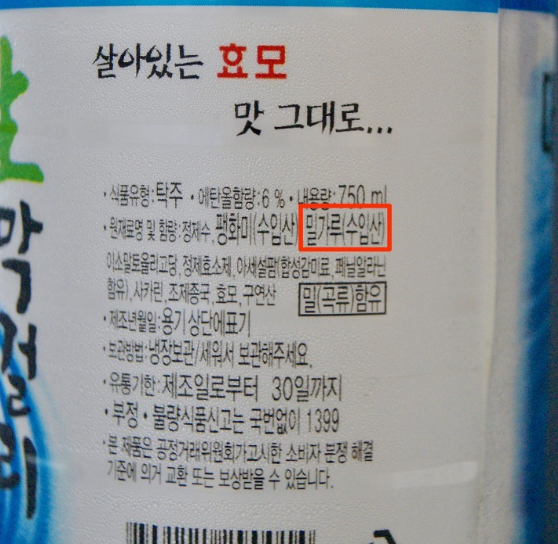 살아있는 효모
맛 그대로...
막걸리
· 식품유형:탁주 · 에탄올함량:6 % · 내용량:750 ml
· 원재료명 및 함량:정제수, 팽화미(수입산) 밀가루(수입산)
이소말토올리고당, 정제효소제, 아세설팜(합성감미료, 페닐알라닌
함유), 사카린, 조제종국, 효모, 구연산 밀(곡류)함유
· 제조년월일:용기 상단에표기
· 보관방법:냉장보관/세워서 보관해주세요.
· 유통기한:제조일로부터 30일까지
· 부정 · 불량식품신고는 국번없이 1399
· 본 제품은 공정거래위원회가고시한 소비자 분쟁 해결
기준에 의거 교환 또는 보상받을 수 있습니다.